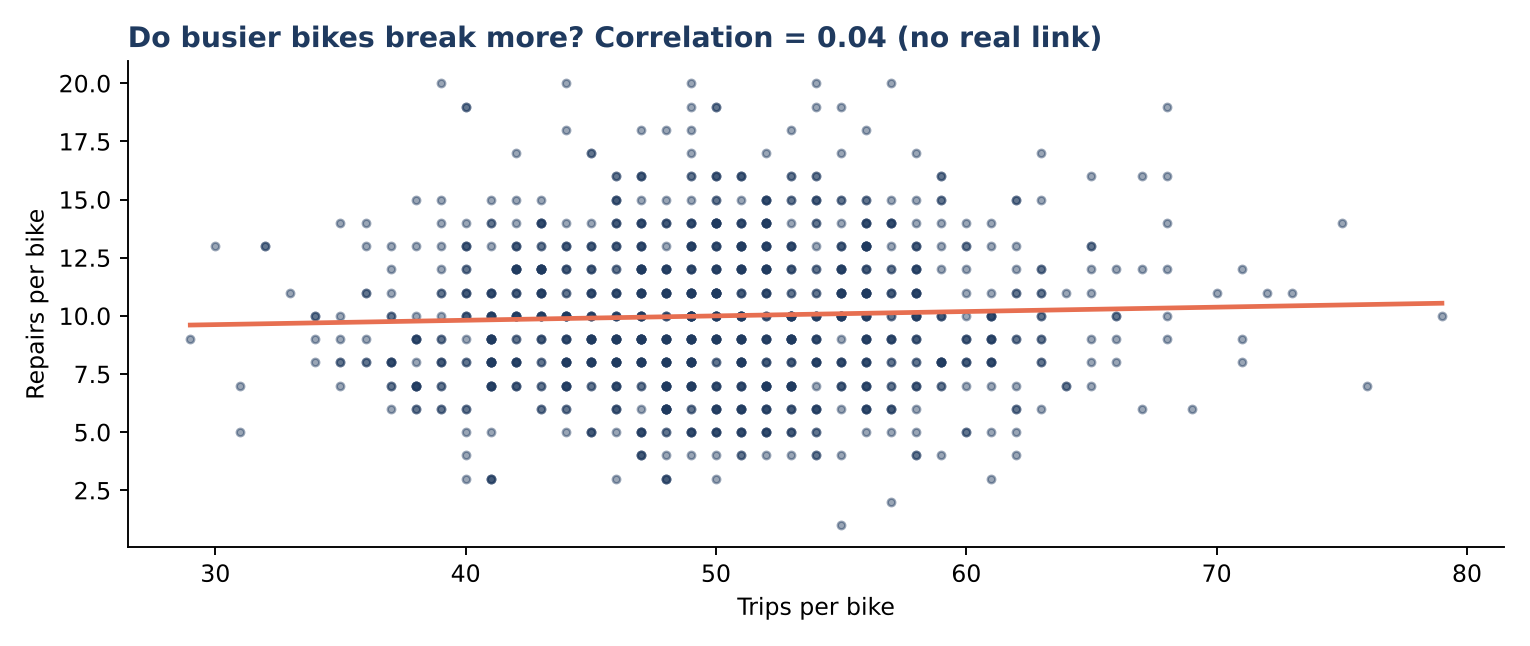 Do busier bikes break more? Correlation = 0.04 (no real link)
20.0
17.5
15.0
12.5
10.0
7.5
5.0
2.5
Repairs per bike
30 40 50 60 70 80
Trips per bike